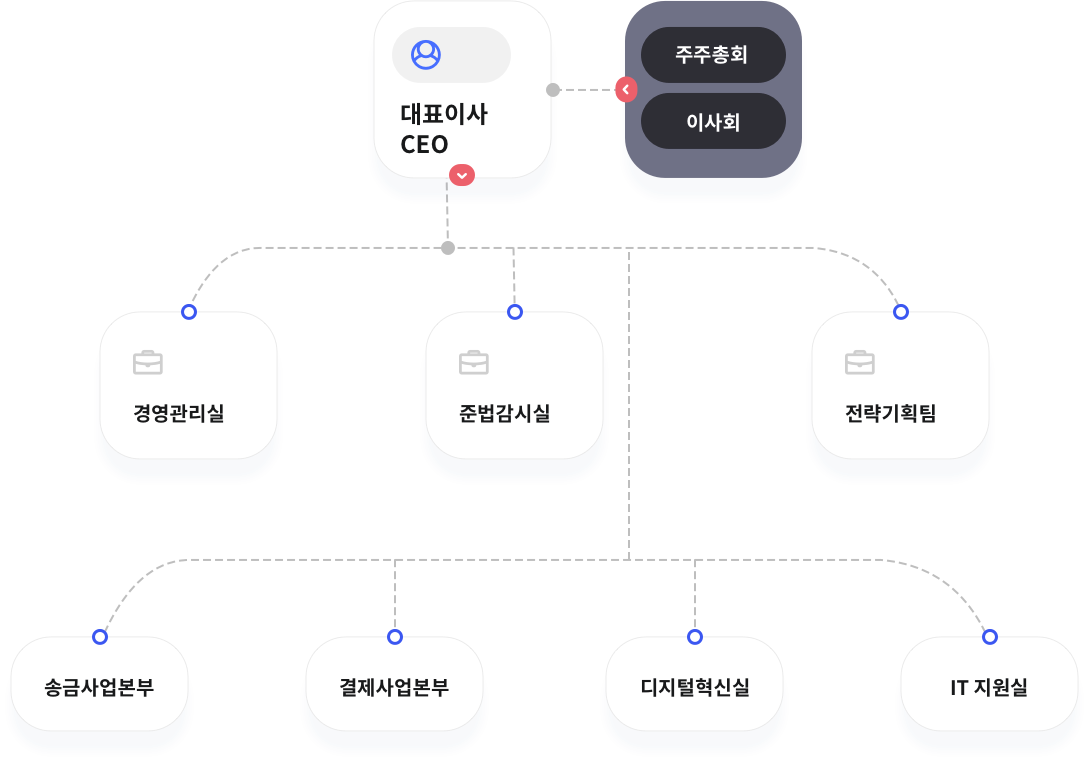 주주총회
이사회
대표이사
CEO
경영관리실
준법감시실
전략기획팀
송금사업본부
결제사업본부
디지털혁신실
IT 지원실